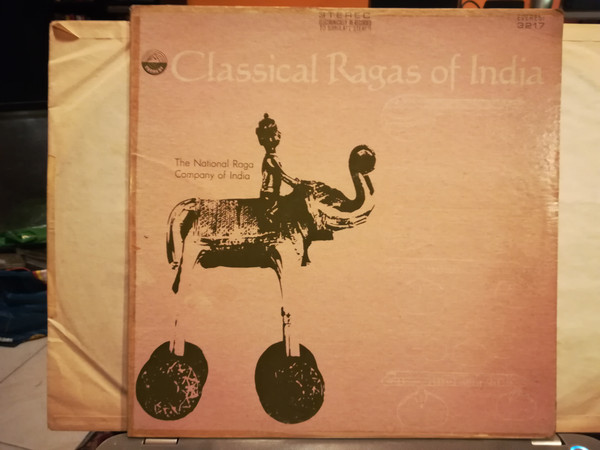 STEREO
3217
Classical Ragas of India
The National Raga
Company of India